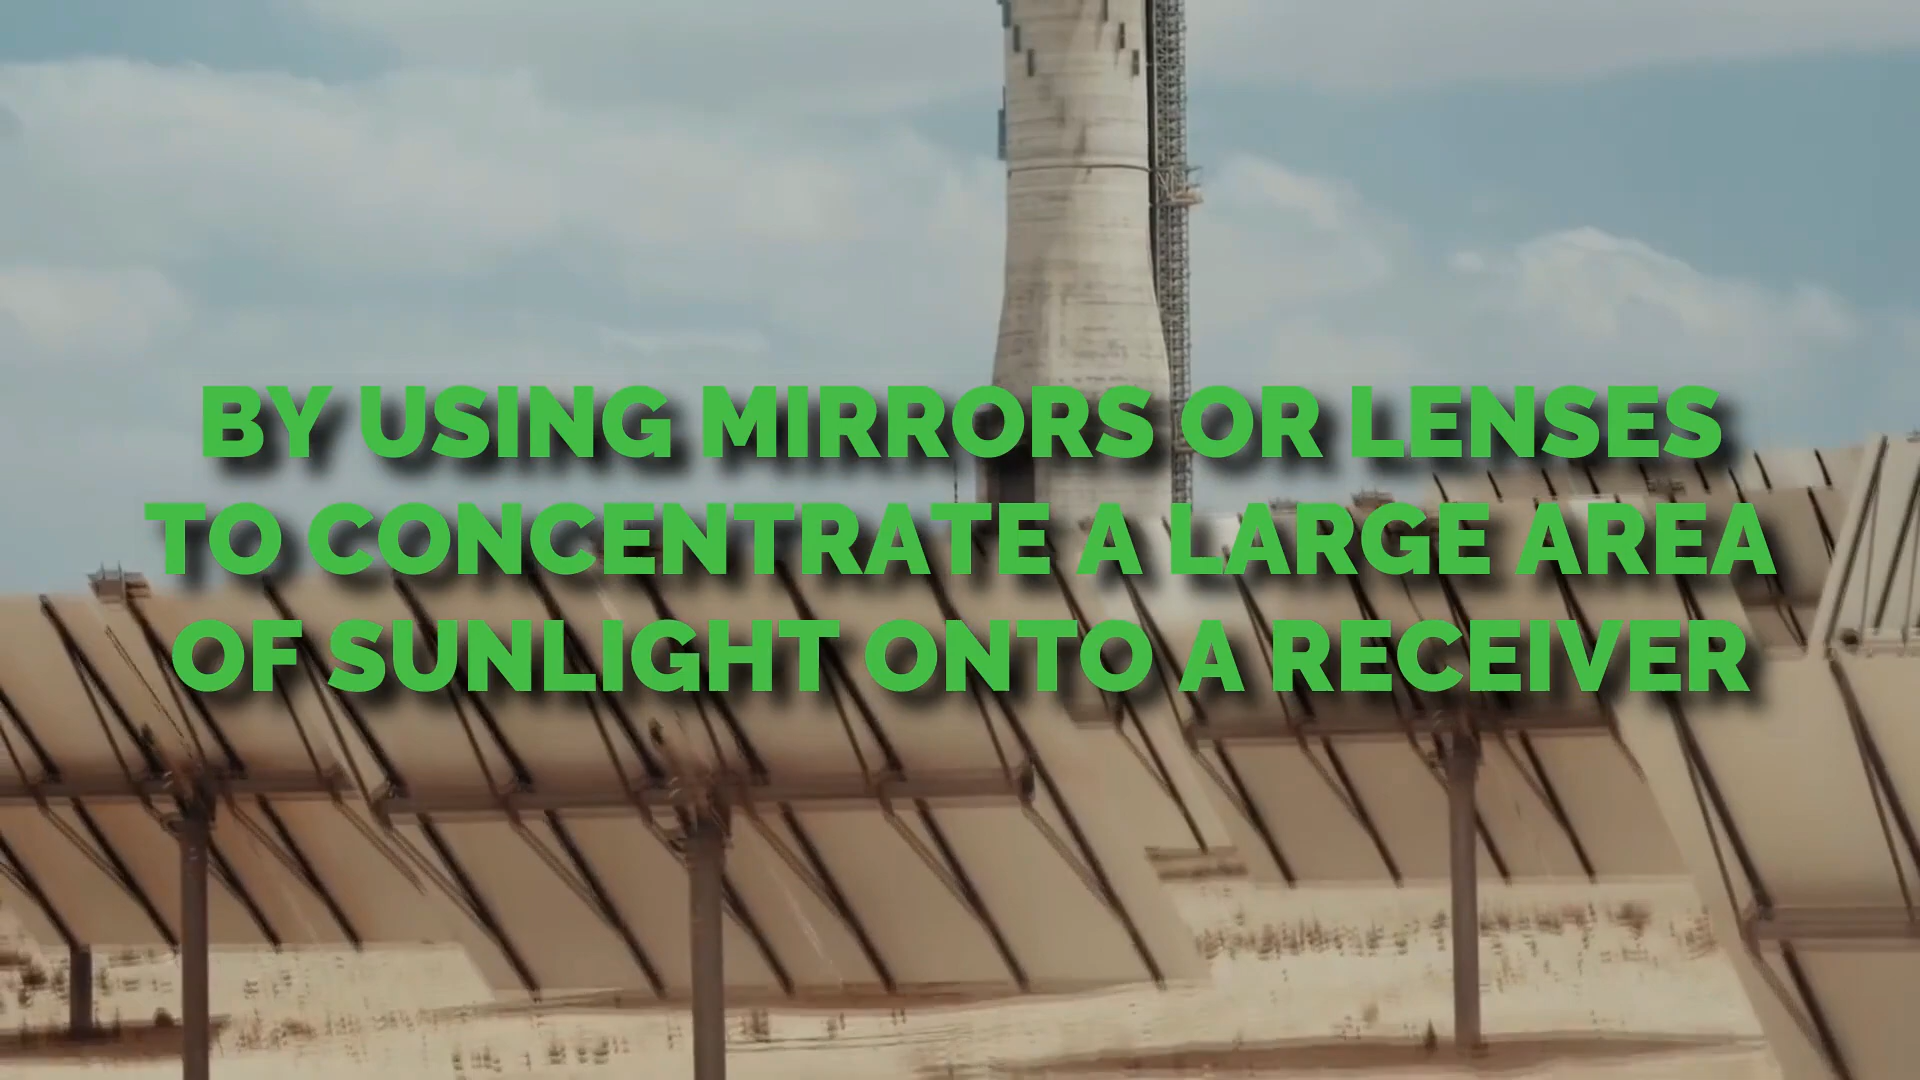 BY USING MIRRORS OR LENSES
TO CONCENTRATE A LARGE AREA
OF SUNLIGHT ONTO A RECEIVER